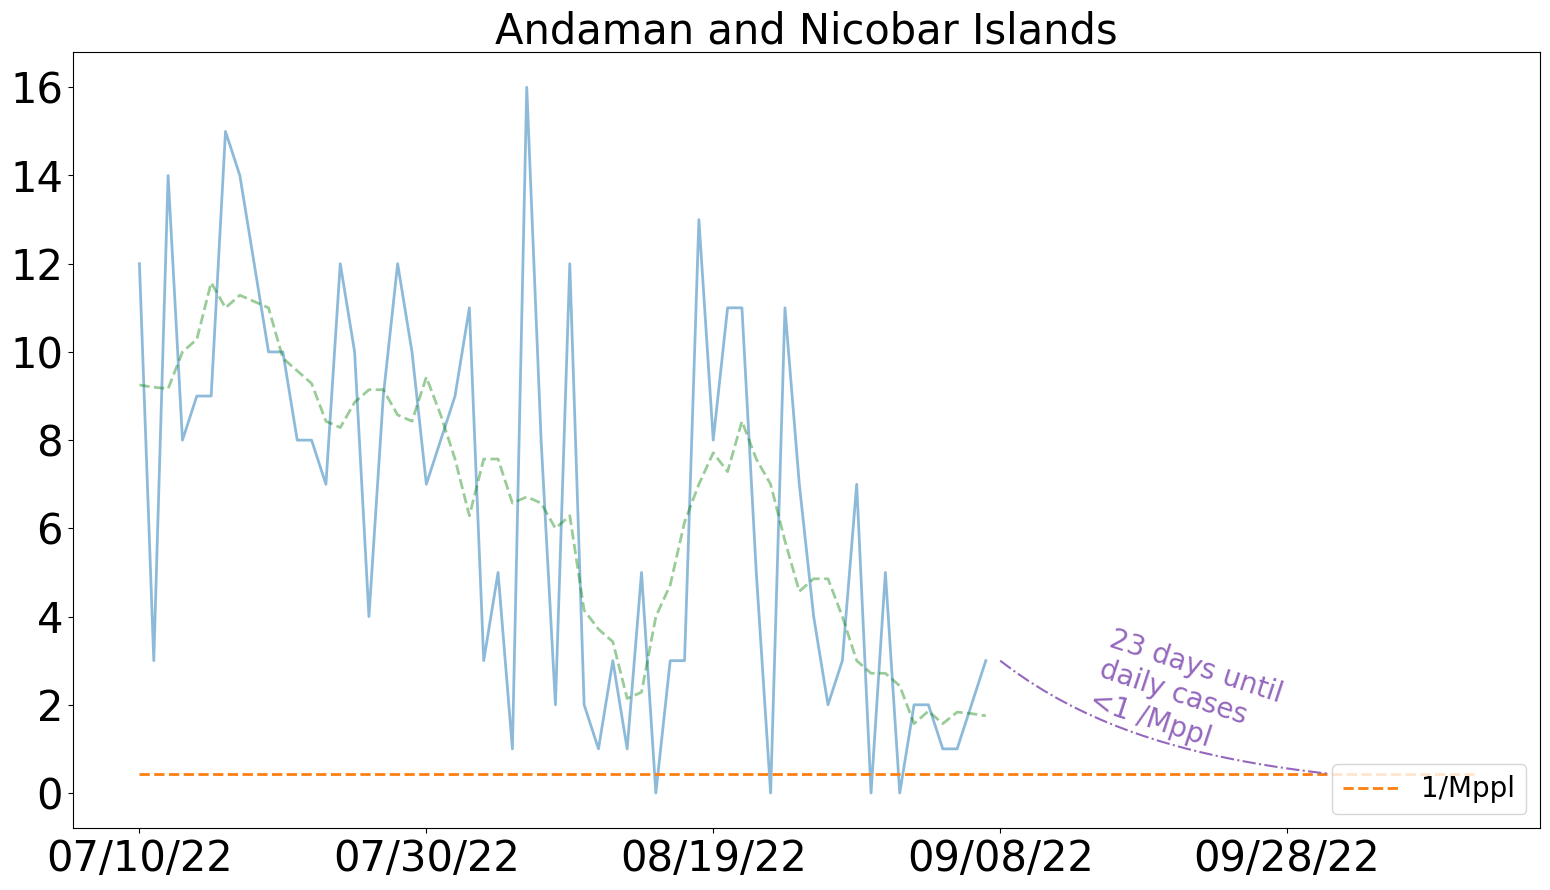 Andaman and Nicobar Islands
16
14
12
10
8
6
4
2
0
23 days until
daily cases
<1 /Mppl
1/Mppl
07/10/22
07/30/22
08/19/22
09/08/22
09/28/22